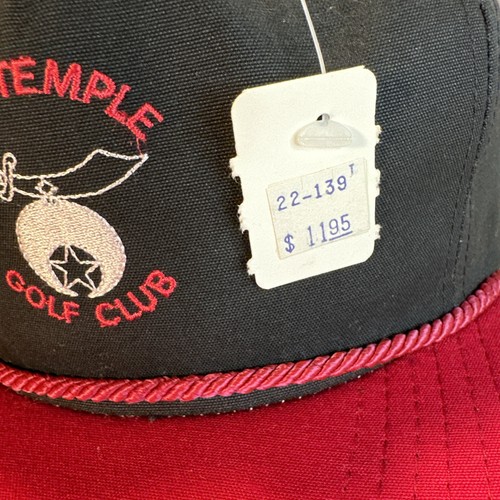 TEMPLE
GOLF CLUB
22-139 T
$ 1195